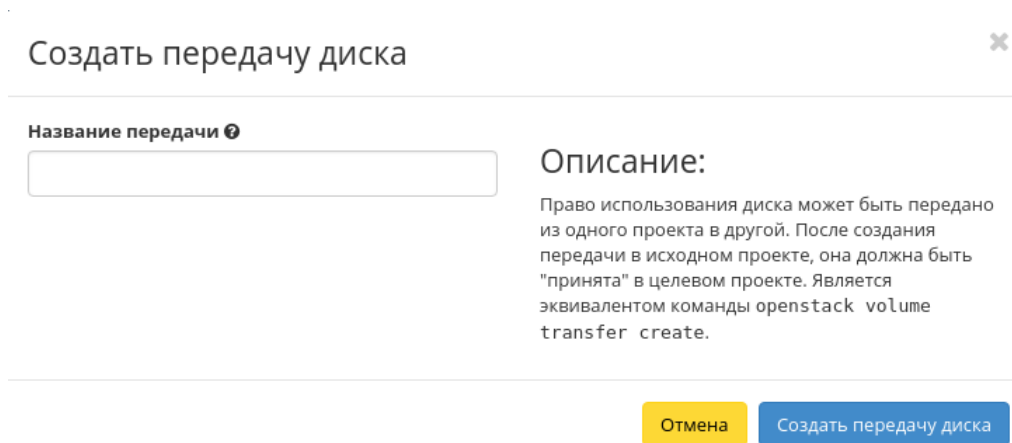 Создать передачу диска
Название передачи
Описание:
Право использования диска может быть передано
из одного проекта в другой. После создания
передачи в исходном проекте, она должна быть
"принята" в целевом проекте. Является
эквивалентом команды openstack volume
transfer create.
Отмена
Создать передачу диска